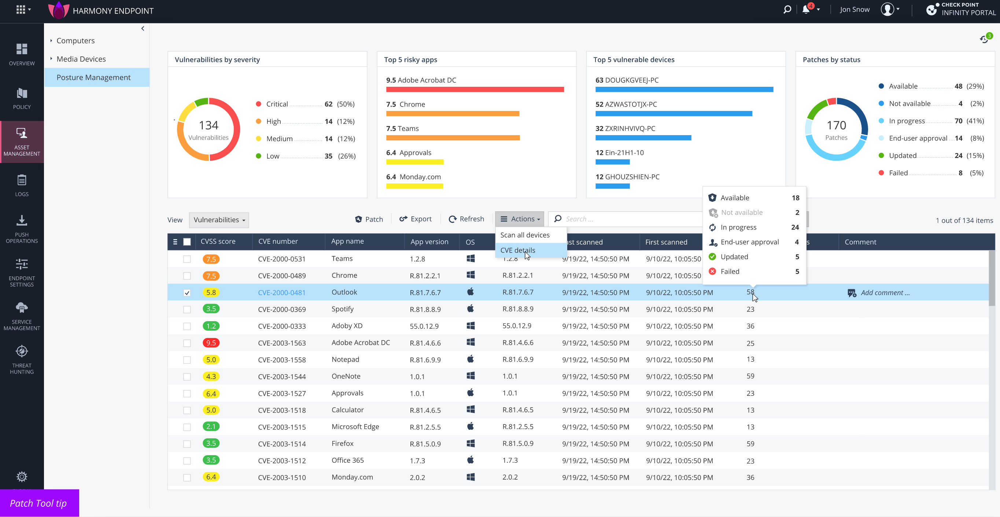 HARMONY ENDPOINT
4
Jon Snow
CHECK POINT
INFINITY PORTAL
OVERVIEW
POLICY
ASSET
MANAGEMENT
LOGS
PUSH
OPERATIONS
ENDPOINT
SETTINGS
SERVICE
MANAGEMENT
THREAT
HUNTING
Computers
Media Devices
Posture Management
3
Vulnerabilities by severity
134
Vulnerabilities
Critical 62 (50%)
High 14 (12%)
Medium 14 (12%)
Low 35 (26%)
Top 5 risky apps
9.5 Adobe Acrobat DC
7.5 Chrome
7.5 Teams
6.4 Approvals
6.4 Monday.com
Top 5 vulnerable devices
63 DOUGKGVEEJ-PC
52 AZWASTOTJX-PC
32 ZXRINHVIVQ-PC
12 Ein-21H1-10
12 GHOUZSHIEN-PC
Patches by status
170
Patches
Available 48 (29%)
Not available 4 (2%)
In progress 70 (41%)
End-user approval 14 (8%)
Updated 24 (15%)
Failed 8 (5%)
View Vulnerabilities Patch Export Refresh Actions Search ... 1 out of 134 items
Scan all devices
CVE details
Available 18
Not available 2
In progress 24
End-user approval 4
Updated 5
Failed 5
CVSS score CVE number App name App version OS ast scanned First scanned s Comment
7.5 CVE-2000-0531 Teams 1.2.8 1.2.8 9/19/22, 14:50:50 PM 9/10/22, 10:05:50
7.5 CVE-2000-0489 Chrome R.81.2.2.1 R.81.2.2.1 9/19/22, 14:50:50 PM 9/10/22, 10:05:50
5.8 CVE-2000-0481 Outlook R.81.7.6.7 R.81.7.6.7 9/19/22, 14:50:50 PM 9/10/22, 10:05:50 PM 58 Add comment ...
3.5 CVE-2000-0369 Spotify R.81.8.8.9 R.81.8.8.9 9/19/22, 14:50:50 PM 9/10/22, 10:05:50 PM 23
1.2 CVE-2000-0333 Adoby XD 55.0.12.9 55.0.12.9 9/19/22, 14:50:50 PM 9/10/22, 10:05:50 PM 36
9.5 CVE-2003-1563 Adobe Acrobat DC R.81.4.6.6 R.81.4.6.6 9/19/22, 14:50:50 PM 9/10/22, 10:05:50 PM 25
5.0 CVE-2003-1558 Notepad R.81.6.9.9 R.81.6.9.9 9/19/22, 14:50:50 PM 9/10/22, 10:05:50 PM 13
4.3 CVE-2003-1544 OneNote 1.0.1 1.0.1 9/19/22, 14:50:50 PM 9/10/22, 10:05:50 PM 59
6.4 CVE-2003-1527 Approvals 1.0.1 1.0.1 9/19/22, 14:50:50 PM 9/10/22, 10:05:50 PM 23
5.0 CVE-2003-1518 Calculator R.81.4.6.5 R.81.4.6.5 9/19/22, 14:50:50 PM 9/10/22, 10:05:50 PM 13
2.1 CVE-2003-1515 Microsoft Edge R.81.2.5.5 R.81.2.5.5 9/19/22, 14:50:50 PM 9/10/22, 10:05:50 PM 13
3.5 CVE-2003-1514 Firefox R.81.5.0.9 R.81.5.0.9 9/19/22, 14:50:50 PM 9/10/22, 10:05:50 PM 59
3.5 CVE-2003-1512 Office 365 1.7.3 1.7.3 9/19/22, 14:50:50 PM 9/10/22, 10:05:50 PM 23
6.4 CVE-2003-1510 Monday.com 2.0.2 2.0.2 9/19/22, 14:50:50 PM 9/10/22, 10:05:50 PM 36
Patch Tool tip